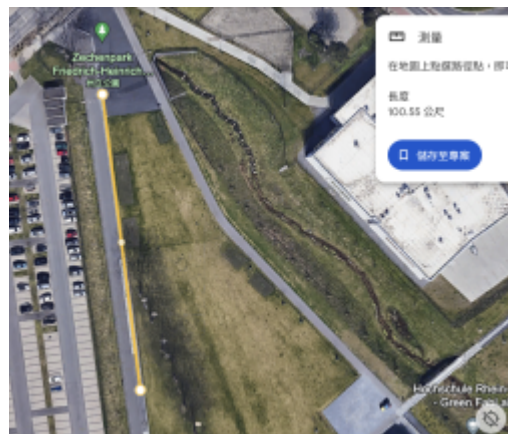 Zechenpark
Friedrich-Heinrich...
測量
在地圖上點選路徑點，即
長度
100.55 公尺
儲存至專案
Hochschule Rhein-
- Green Fab